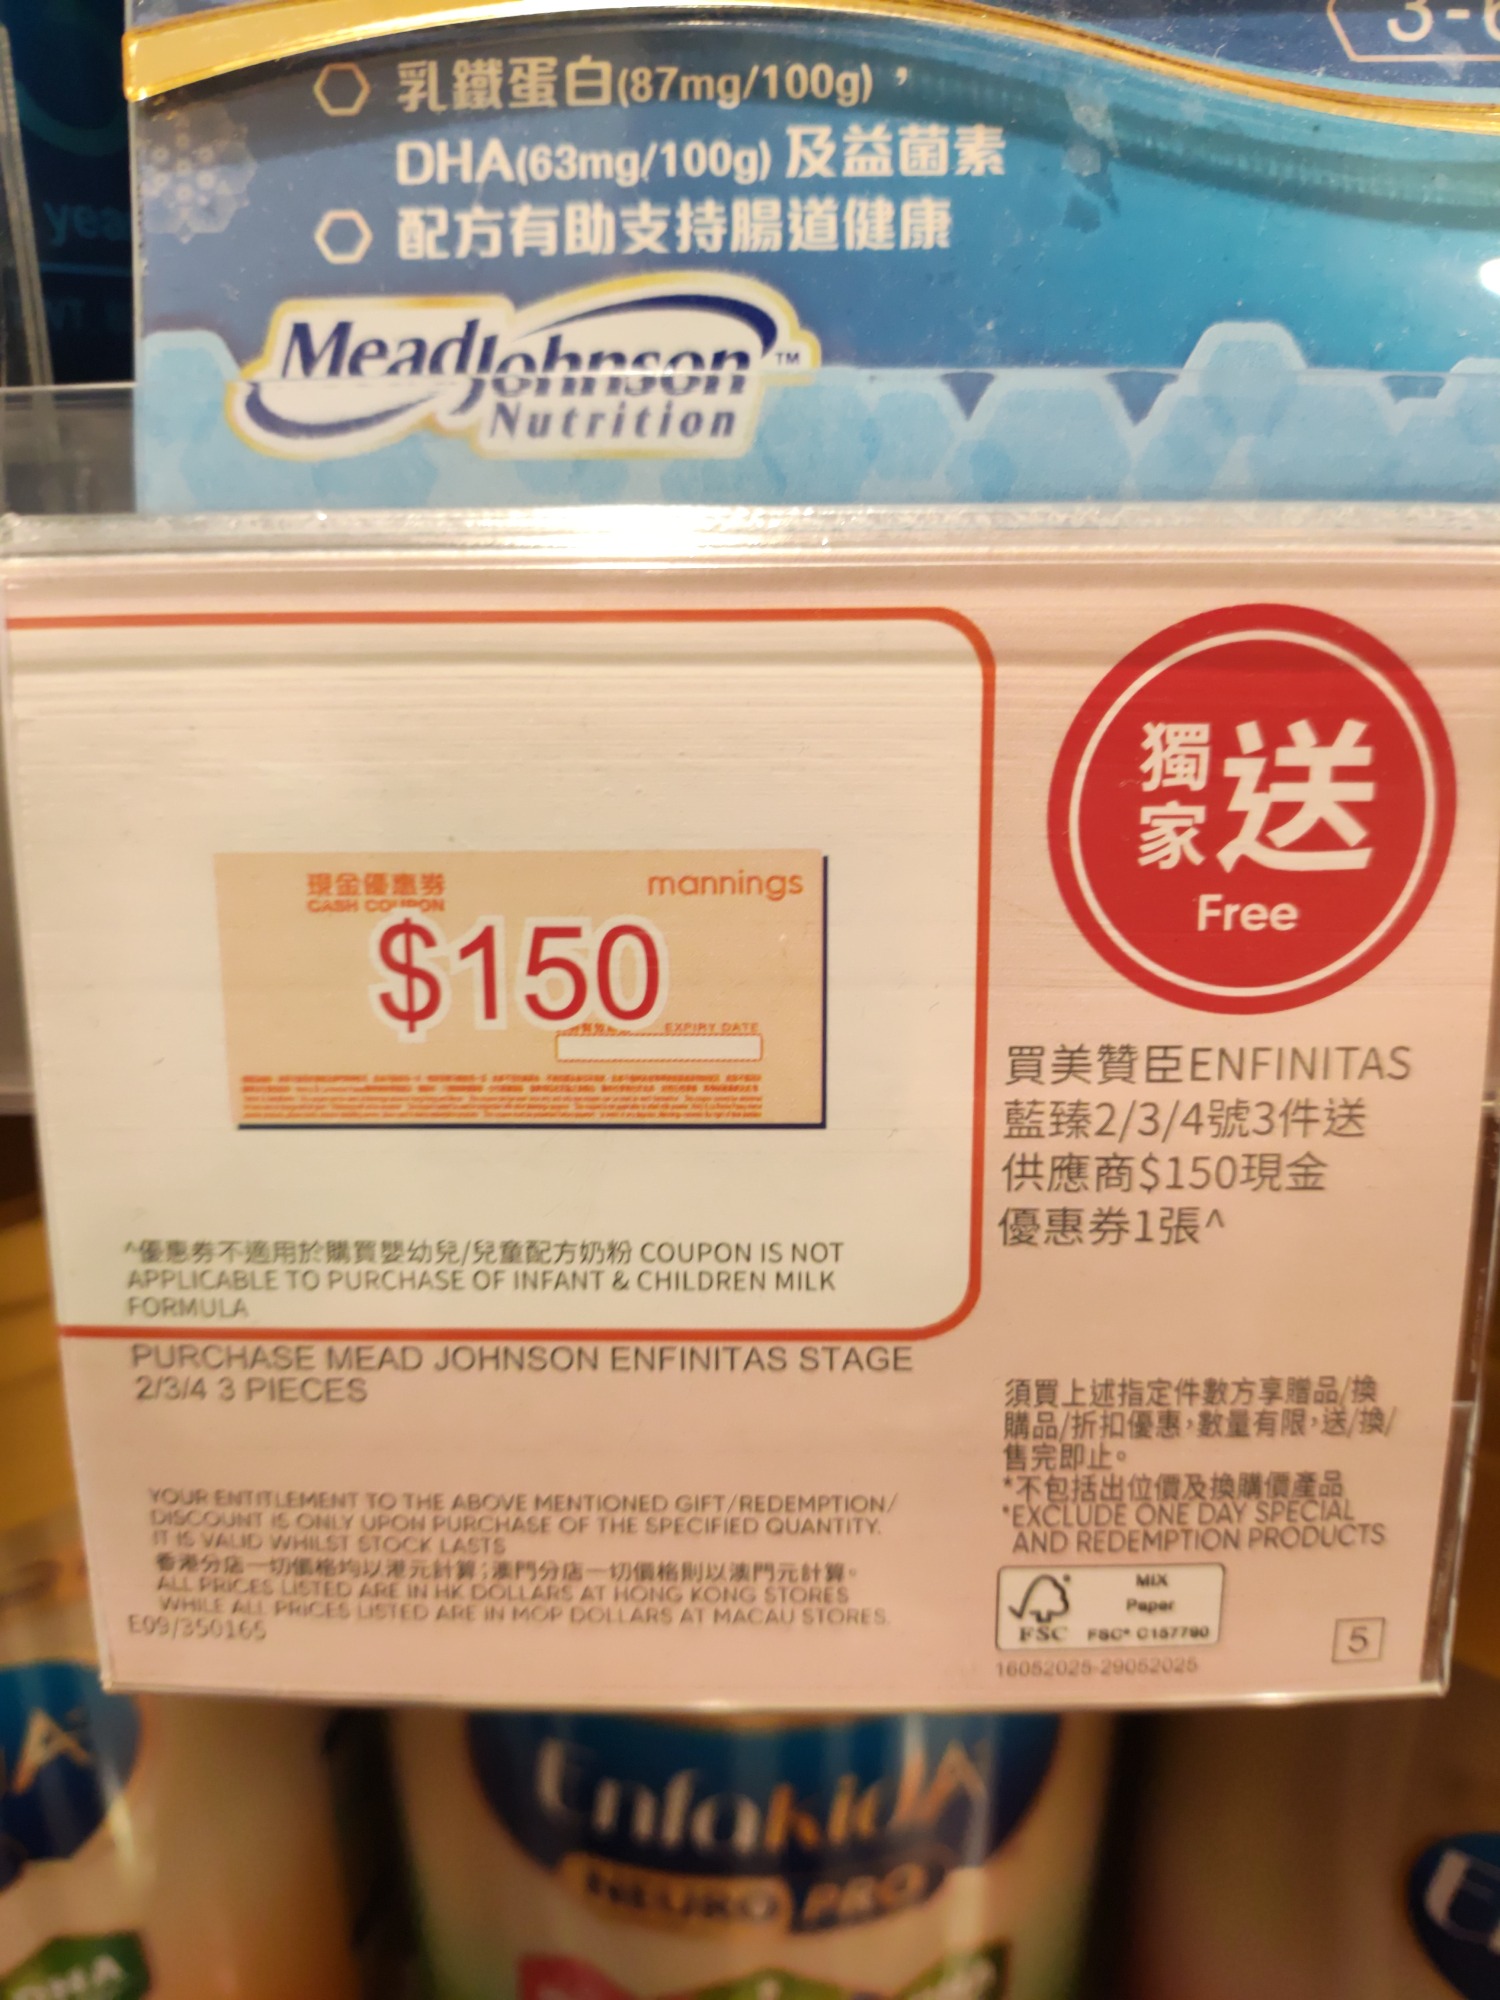 3-6
乳鐵蛋白(87mg/100g)，
DHA(63mg/100g) 及益菌素
配方有助支持腸道健康
MeadJohnson™
Nutrition
獨家送
Free
現金優惠券
CASH COUPON
mannings
$150
EXPIRY DATE
^優惠券不適用於購買嬰幼兒/兒童配方奶粉 COUPON IS NOT
APPLICABLE TO PURCHASE OF INFANT & CHILDREN MILK
FORMULA
買美贊臣ENFINITAS
藍臻2/3/4號3件送
供應商$150現金
優惠券1張^
PURCHASE MEAD JOHNSON ENFINITAS STAGE
2/3/4 3 PIECES
須買上述指定件數方享贈品/換
購品/折扣優惠，數量有限，送/換/
售完即止。
*不包括出位價及換購價產品
*EXCLUDE ONE DAY SPECIAL
AND REDEMPTION PRODUCTS
YOUR ENTITLEMENT TO THE ABOVE MENTIONED GIFT/REDEMPTION/
DISCOUNT IS ONLY UPON PURCHASE OF THE SPECIFIED QUANTITY.
IT IS VALID WHILST STOCK LASTS
香港分店一切價格均以港元計算；澳門分店一切價格則以澳門元計算。
ALL PRICES LISTED ARE IN HK DOLLARS AT HONG KONG STORES
WHILE ALL PRICES LISTED ARE IN MOP DOLLARS AT MACAU STORES.
E09/350165
MIX
Paper
FSC FSC® C157790
16052025-29052025
5
Enfakid A+
NEURO PRO
DHA